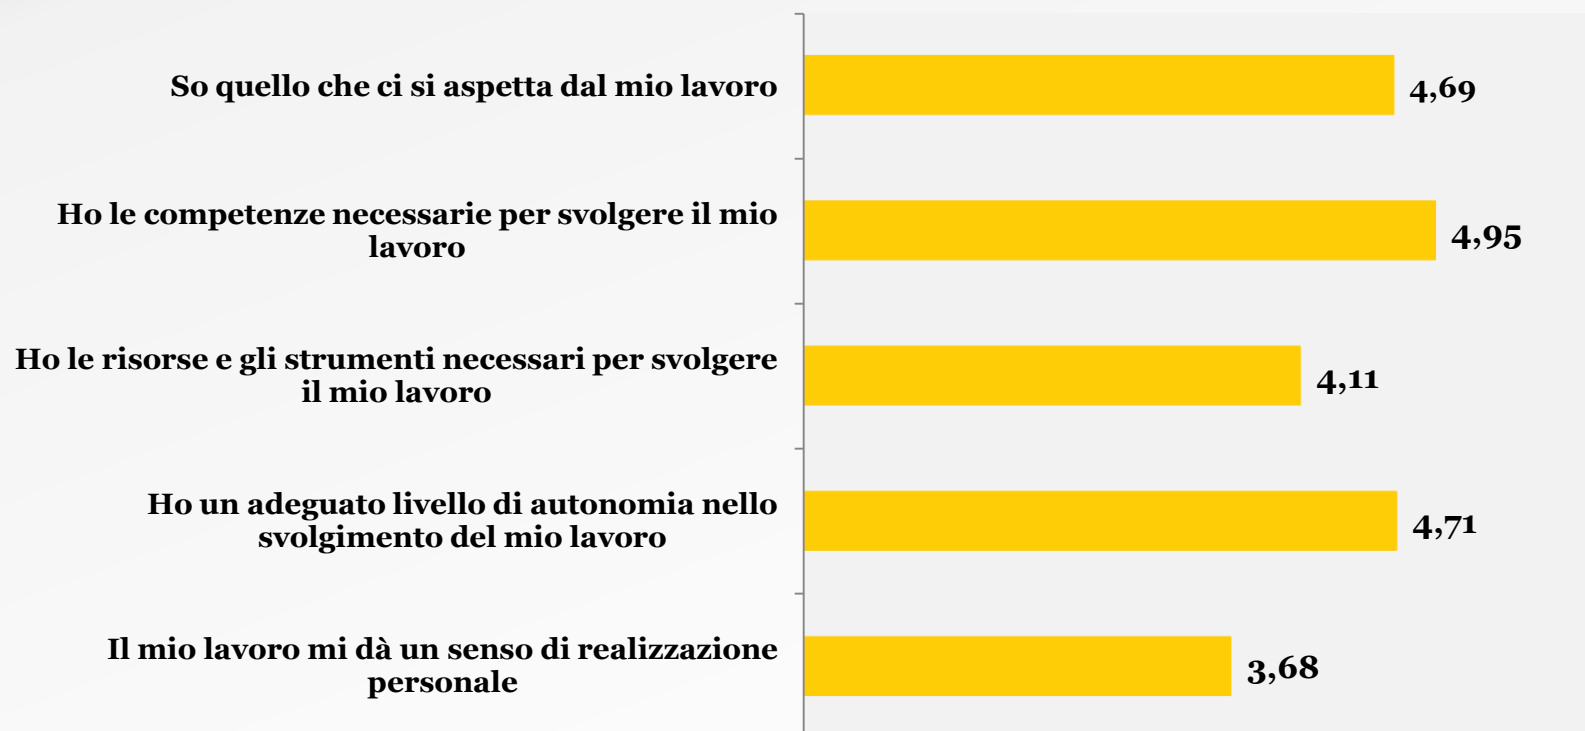 So quello che ci si aspetta dal mio lavoro
4,69
Ho le competenze necessarie per svolgere il mio
lavoro
4,95
Ho le risorse e gli strumenti necessari per svolgere
il mio lavoro
4,11
Ho un adeguato livello di autonomia nello
svolgimento del mio lavoro
4,71
Il mio lavoro mi dà un senso di realizzazione
personale
3,68